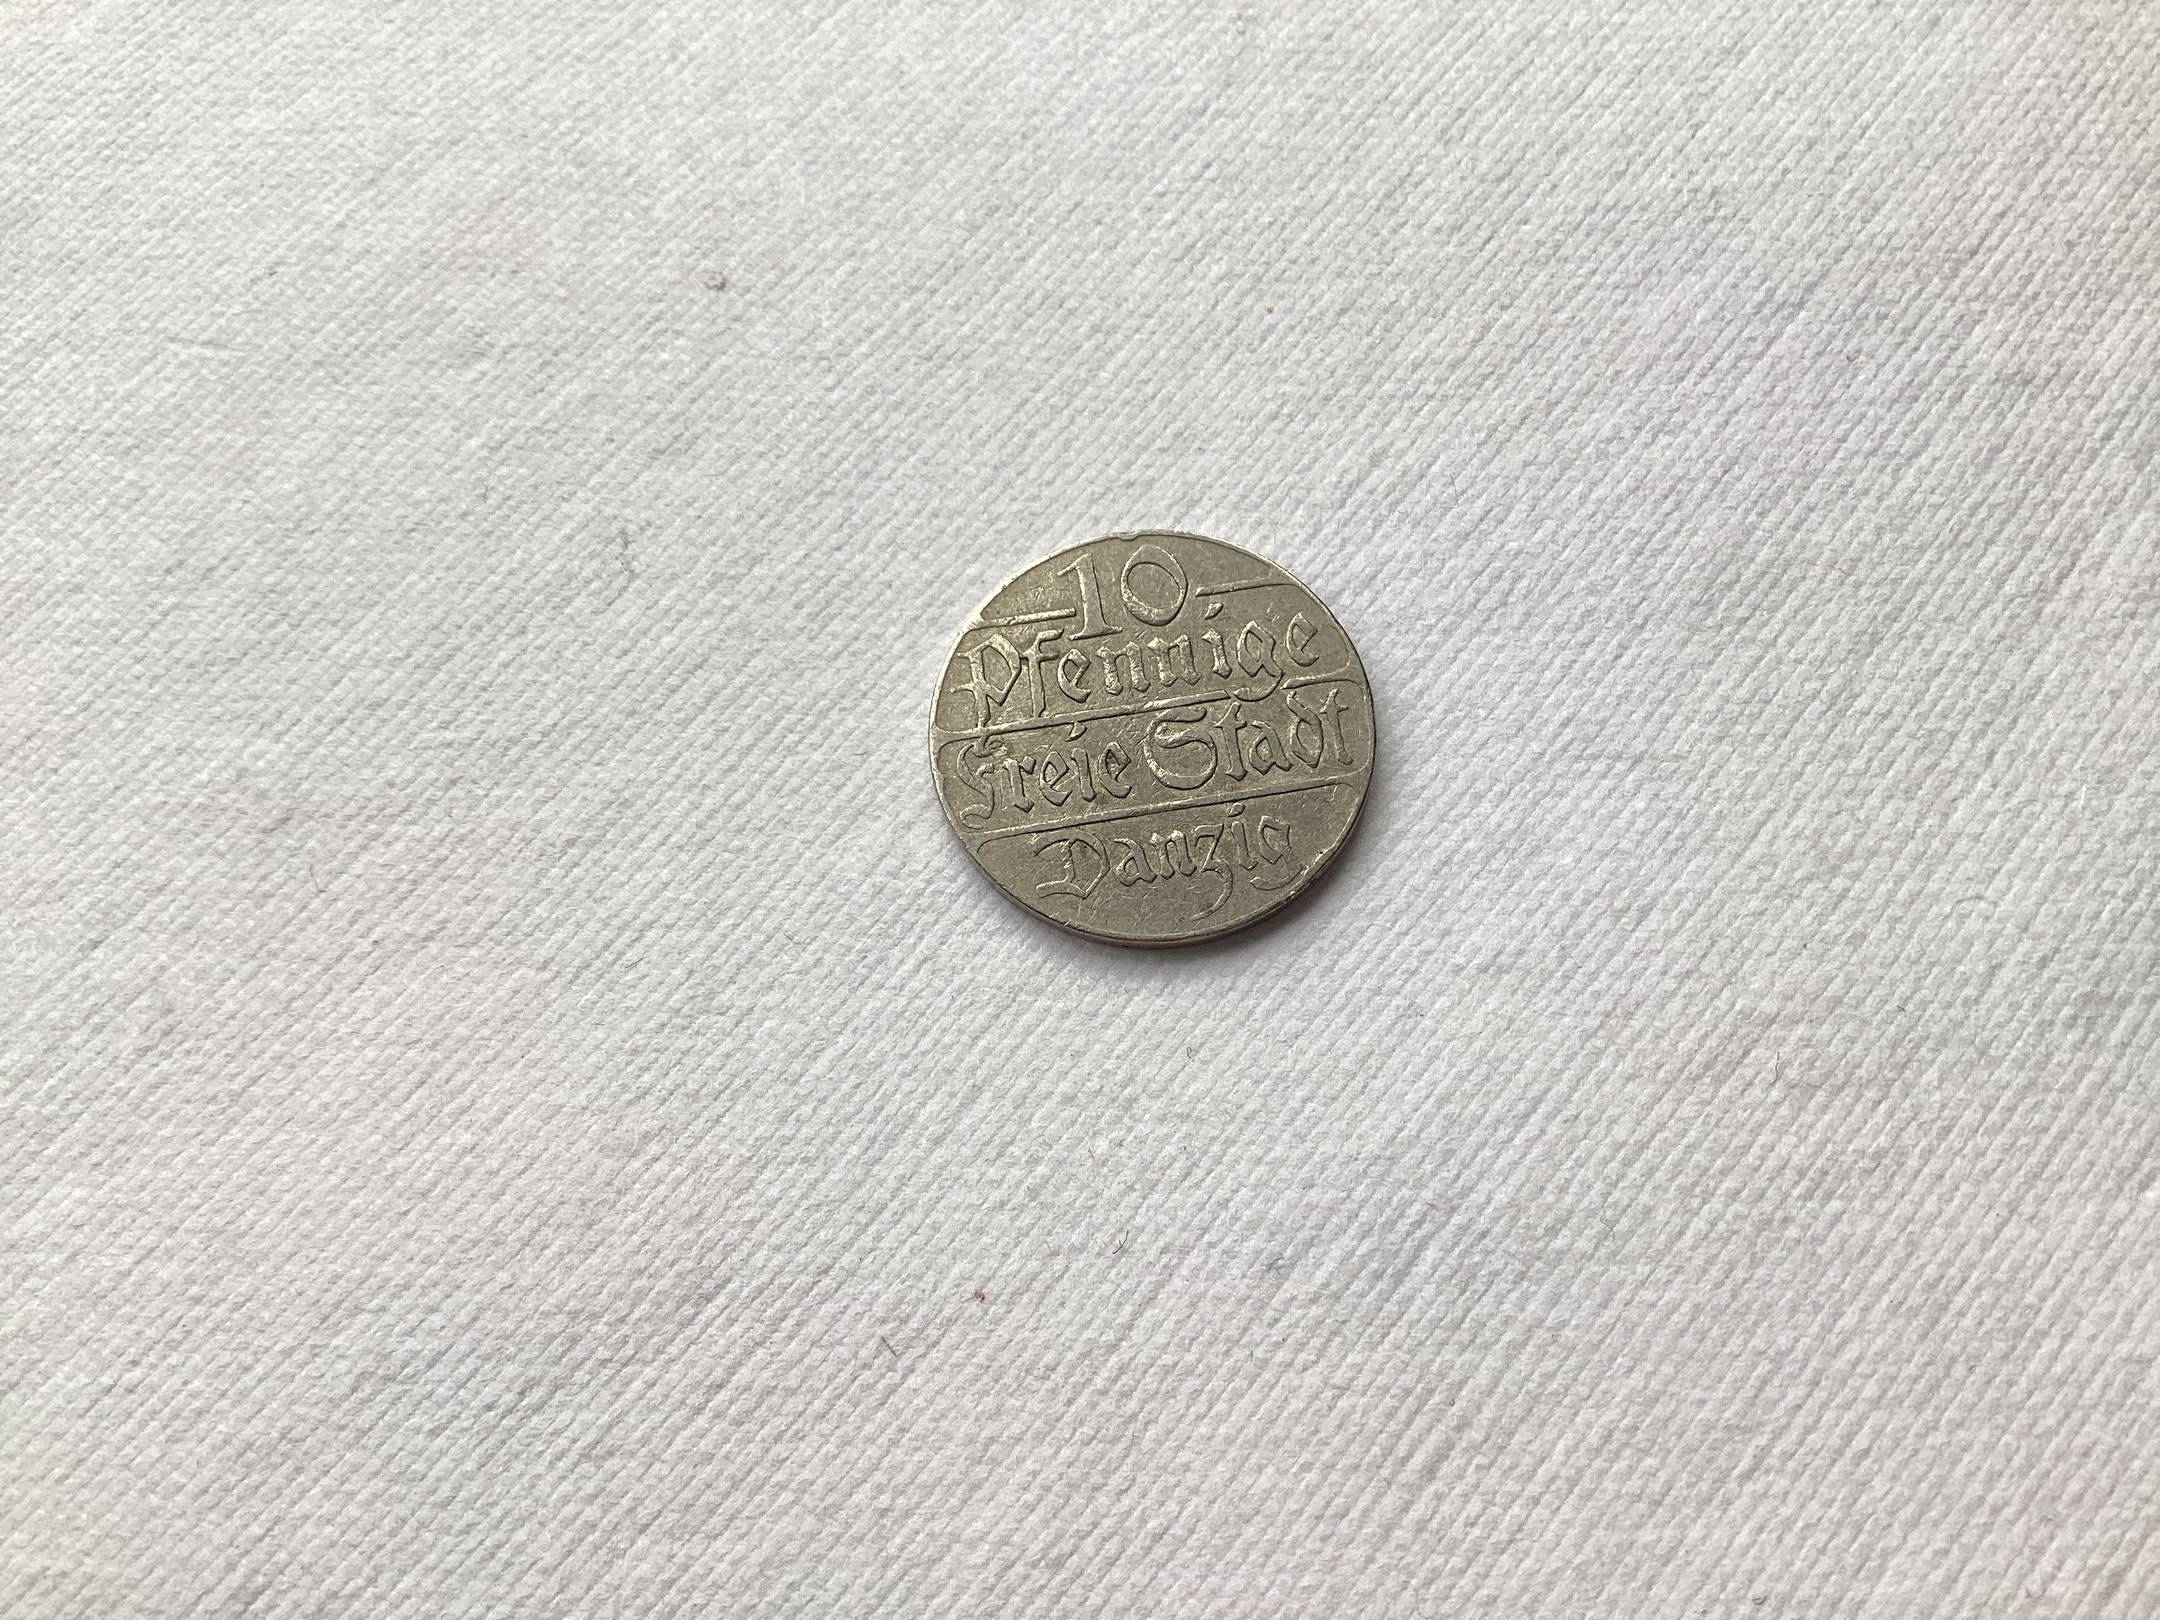 10
Pfennige
Freie Stadt
Danzig